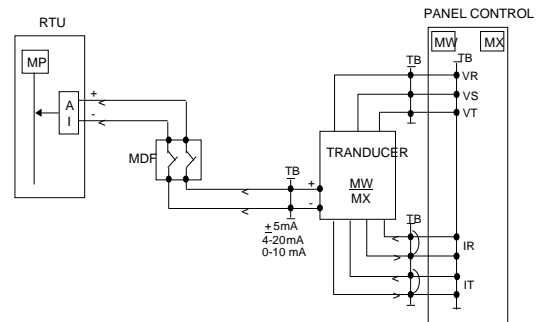 PANEL CONTROL
RTU
MW MX
MP
TB TB
VR
VS
VT
+
A
I
-
MDF
TRANDUCER
TB
+
MW
MX
-
±5mA
4-20mA
0-10 mA
TB
IR
IT